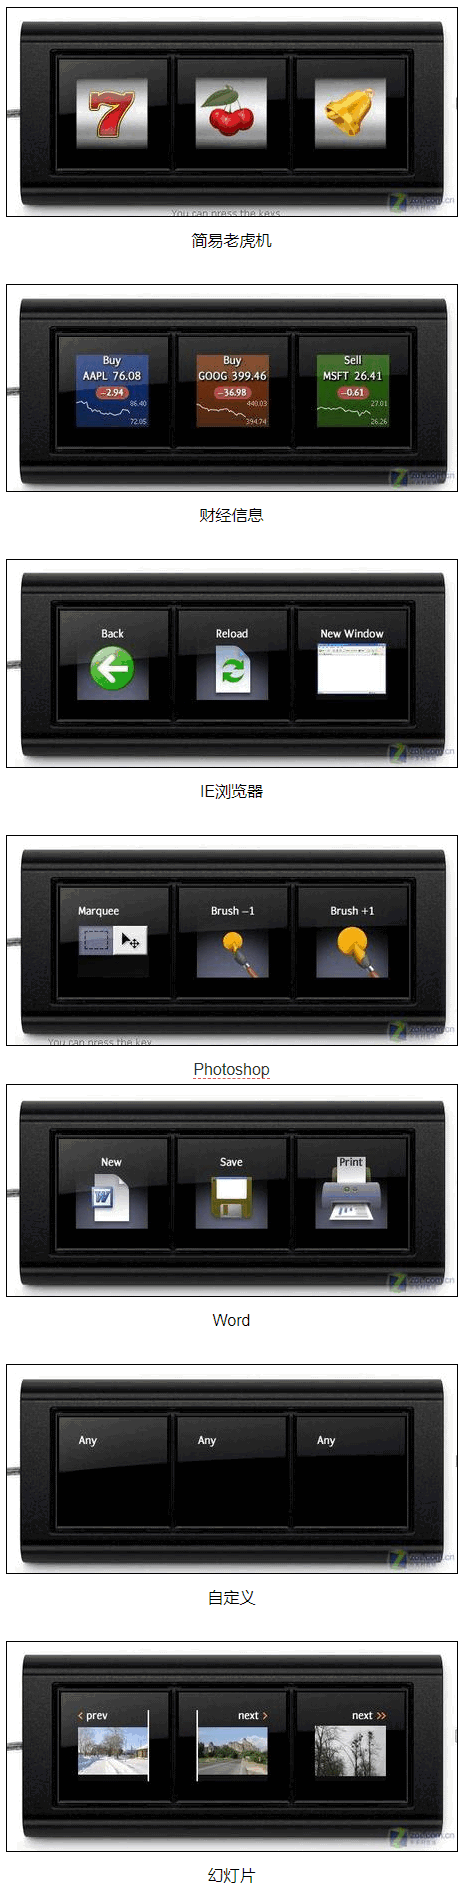 7
You can press the keys
zol.com.cn
简易老虎机
Buy
AAPL 76.08
−2.94
86.40
72.05
Buy
GOOG 399.46
−36.98
440.03
394.74
Sell
MSFT 26.41
−0.61
27.01
26.26
zol.com.cn
财经信息
Back
Reload
New Window
zol.com.cn
IE浏览器
Marquee
Brush −1
Brush +1
You can press the key
zol.com.cn
Photoshop
New
Save
Print
W
zol.com.cn
Word
Any
Any
Any
zol.com.cn
自定义
< prev
next >
next >>
zol.com.cn
幻灯片